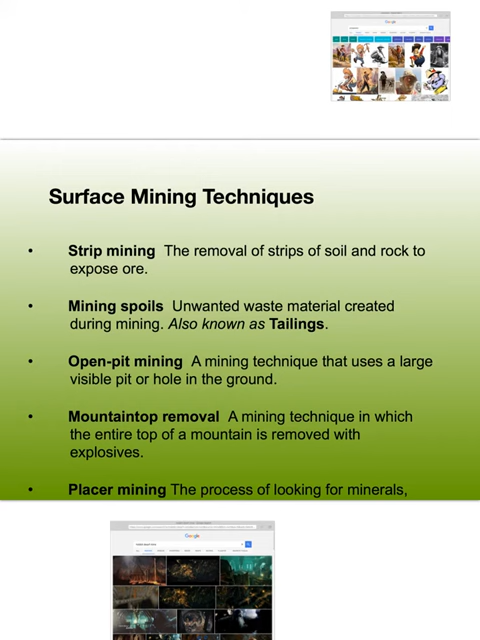 Google
Surface Mining Techniques
• Strip mining  The removal of strips of soil and rock to
expose ore.
• Mining spoils  Unwanted waste material created
during mining. Also known as Tailings.
• Open-pit mining  A mining technique that uses a large
visible pit or hole in the ground.
• Mountaintop removal  A mining technique in which
the entire top of a mountain is removed with
explosives.
• Placer mining The process of looking for minerals,
Google